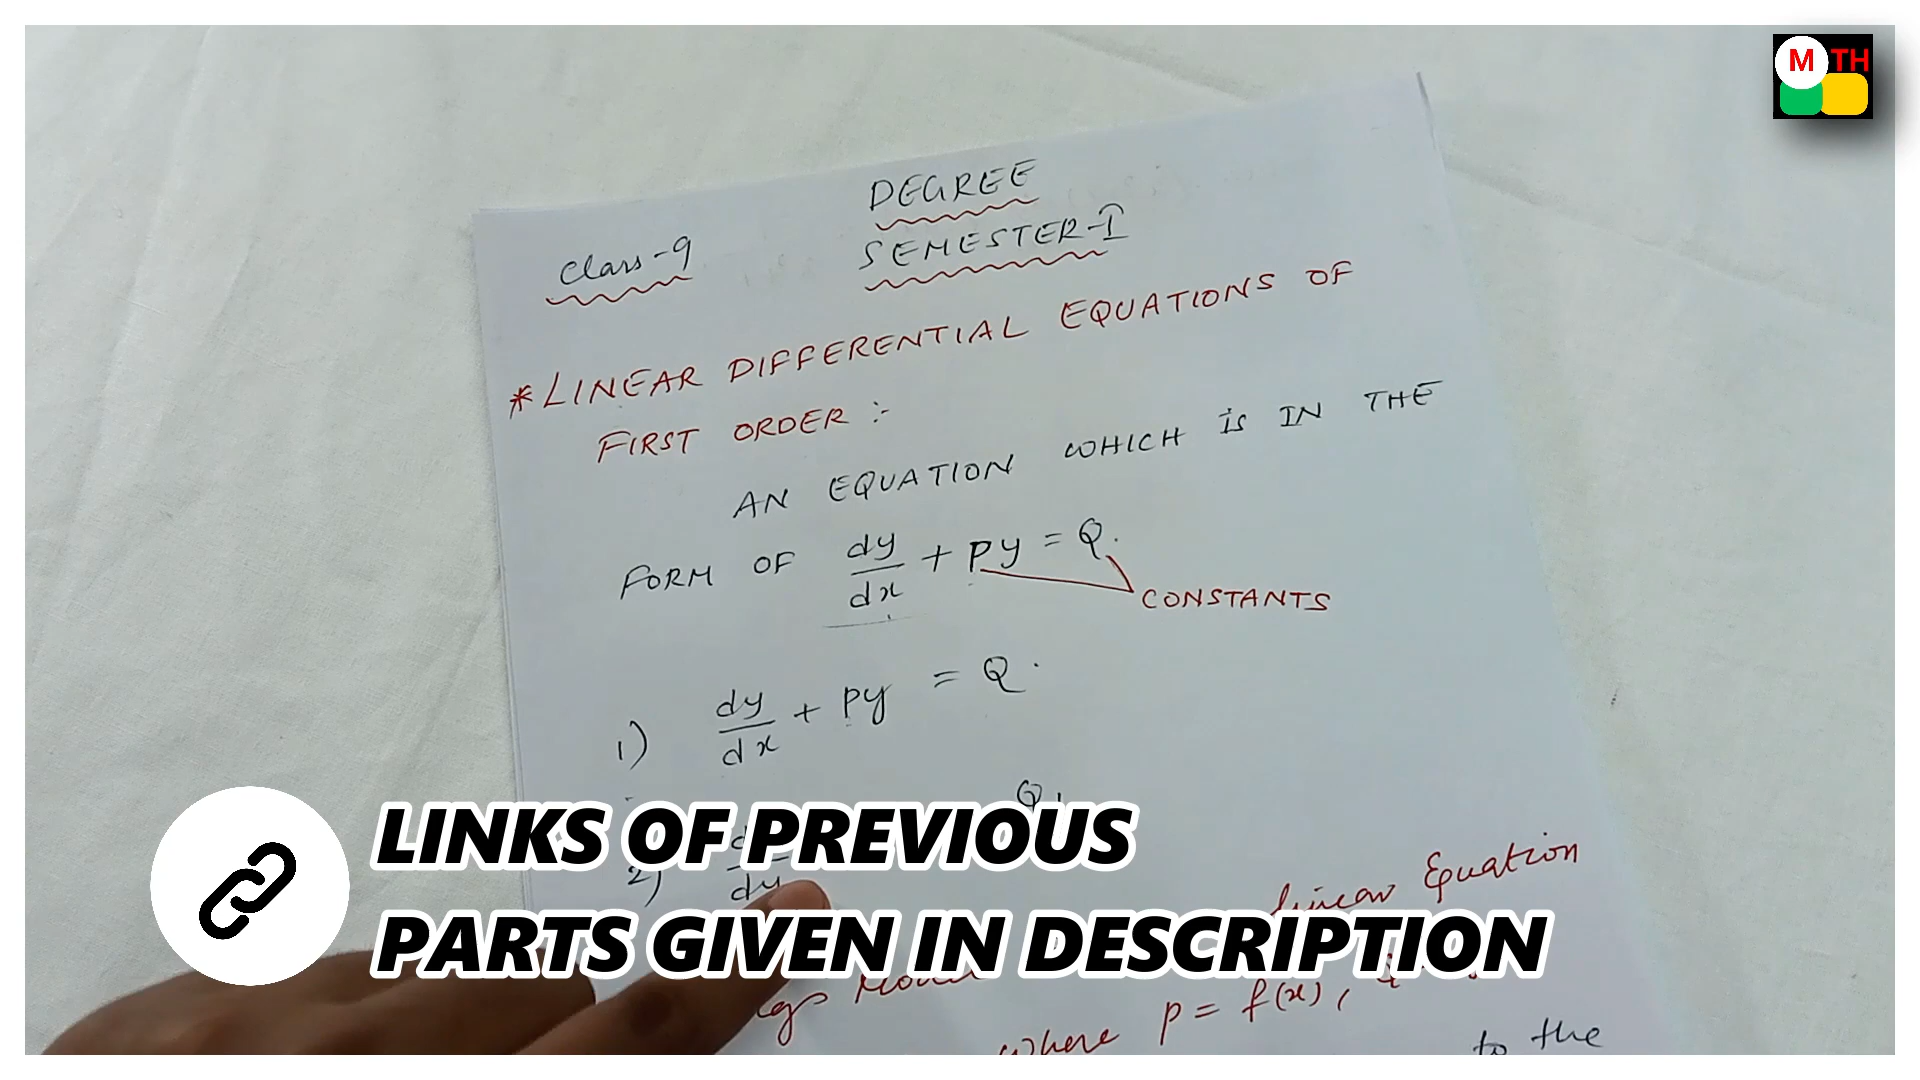 M TH
DEGREE
Class-9 SEMESTER-I
*LINEAR DIFFERENTIAL EQUATIONS OF
FIRST ORDER :-
AN EQUATION WHICH is IN THE
FORM OF dy/dx + Py = Q.
CONSTANTS
1) dy/dx + Py = Q.
2) dy Q.
LINKS OF PREVIOUS
linear Equation
PARTS GIVEN IN DESCRIPTION
where P = f(x),
to the